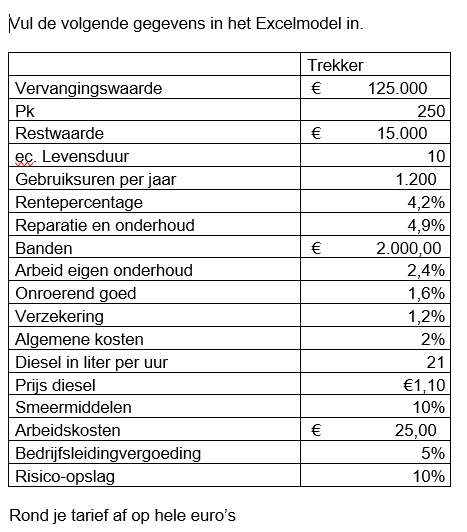 Vul de volgende gegevens in het Excelmodel in.
Trekker
Vervangingswaarde € 125.000
Pk 250
Restwaarde € 15.000
ec. Levensduur 10
Gebruiksuren per jaar 1.200
Rentepercentage 4,2%
Reparatie en onderhoud 4,9%
Banden € 2.000,00
Arbeid eigen onderhoud 2,4%
Onroerend goed 1,6%
Verzekering 1,2%
Algemene kosten 2%
Diesel in liter per uur 21
Prijs diesel €1,10
Smeermiddelen 10%
Arbeidskosten € 25,00
Bedrijfsleidingvergoeding 5%
Risico-opslag 10%
Rond je tarief af op hele euro’s